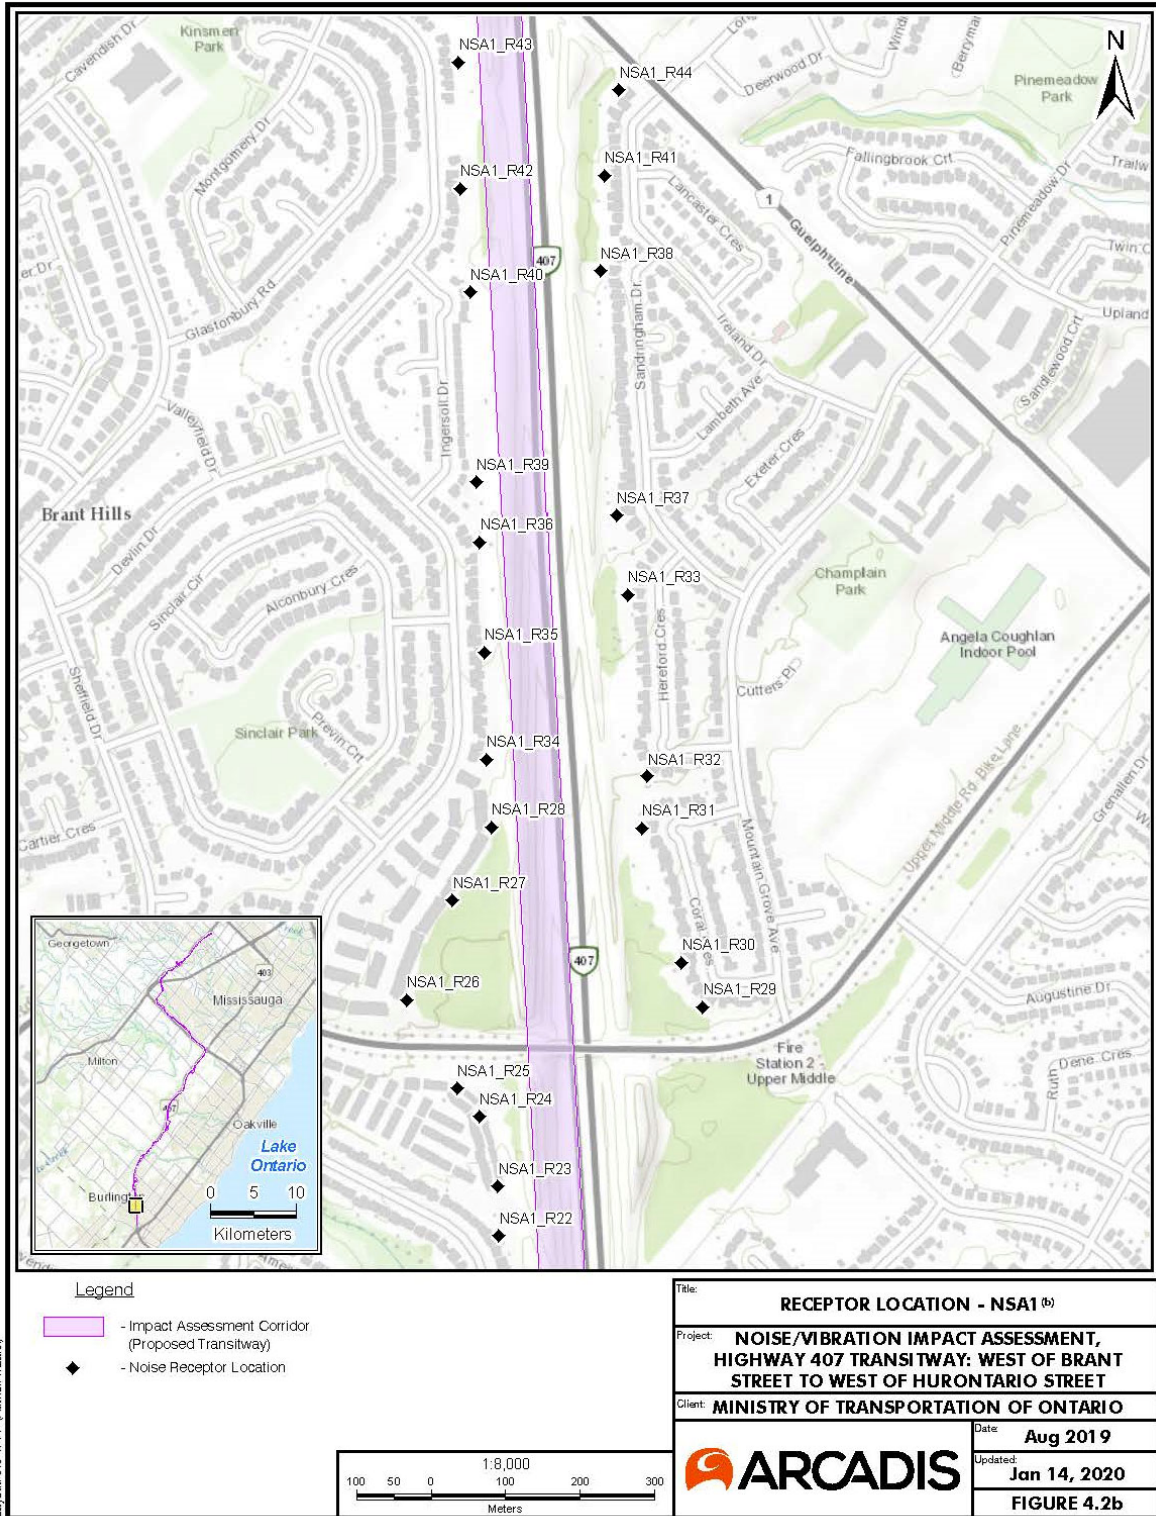 Kinsmen
Park
Cavendish Dr
NSA1_R43
NSA1_R44
Deerwood Dr
N
Pinemeadow
Park
Montgomery Dr
NSA1_R42
NSA1_R41
Lancaster Cres
Fallingbrook Crt
1
Guelph Line
Pinemeadow Dr
407
NSA1_R38
NSA1_R40
Glastonbury Rd
Sandringham Dr
Ireland Dr
Upland
Sandlewood Crt
Lambeth Ave
Ingersoll Dr
Valleyfield Dr
Exeter Cres
NSA1_R39
NSA1_R37
Brant Hills
NSA1_R36
Devlin Dr
Sinclair Cir
Alconbury Cres
NSA1_R33
Champlain
Park
Angela Coughlan
Indoor Pool
NSA1_R35
Hereford Cres
Cutters Pl
Sheffield Dr
Sinclair Park
Previn Crt
NSA1_R34
NSA1_R32
NSA1_R28
NSA1_R31
Cartier Cres
Mountain Grove Ave
Upper Middle Rd. Bike Lane
Grenallen Dr
NSA1_R27
NSA1_R30
407
NSA1_R26
NSA1_R29
Augustine Dr
Fire
Station 2 -
Upper Middle
Ruth
Dene Cres
NSA1_R25
NSA1_R24
NSA1_R23
NSA1_R22
Georgetown
403
Mississauga
Milton
407
Oakville
Lake
Ontario
Burlington
0 5 10
Kilometers
Legend
- Impact Assessment Corridor
(Proposed Transitway)
- Noise Receptor Location
1:8,000
100 50 0 100 200 300
Meters
Title:
RECEPTOR LOCATION - NSA1 (b)
Project: NOISE/VIBRATION IMPACT ASSESSMENT,
HIGHWAY 407 TRANSITWAY: WEST OF BRANT
STREET TO WEST OF HURONTARIO STREET
Client: MINISTRY OF TRANSPORTATION OF ONTARIO
ARCADIS
Date: Aug 2019
Updated: Jan 14, 2020
FIGURE 4.2b